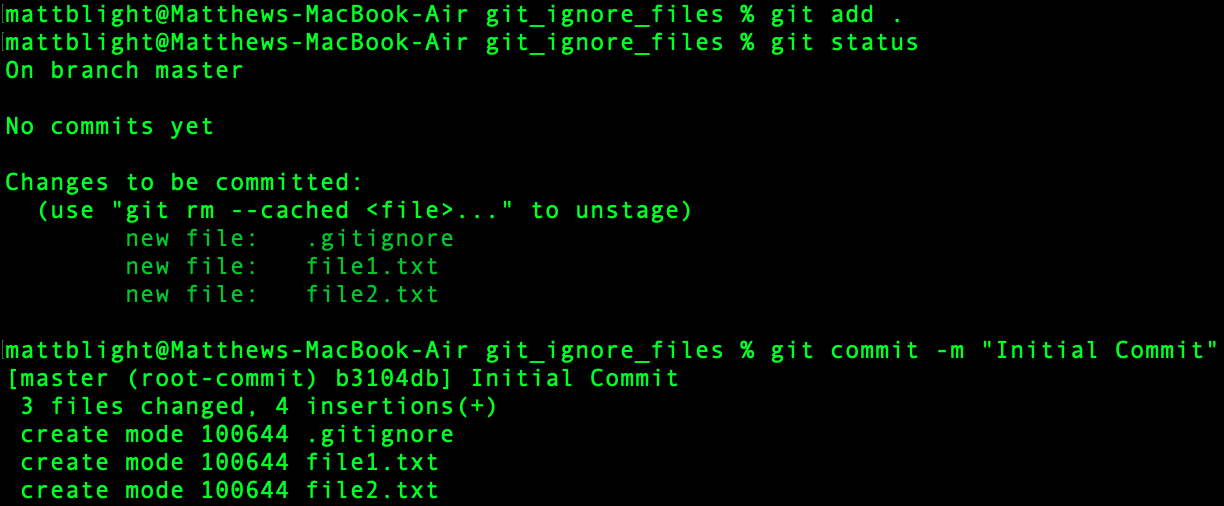 mattblight@Matthews-MacBook-Air git_ignore_files % git add .
mattblight@Matthews-MacBook-Air git_ignore_files % git status
On branch master
No commits yet
Changes to be committed:
(use "git rm --cached <file>..." to unstage)
new file: .gitignore
new file: file1.txt
new file: file2.txt
mattblight@Matthews-MacBook-Air git_ignore_files % git commit -m "Initial Commit"
[master (root-commit) b3104db] Initial Commit
3 files changed, 4 insertions(+)
create mode 100644 .gitignore
create mode 100644 file1.txt
create mode 100644 file2.txt